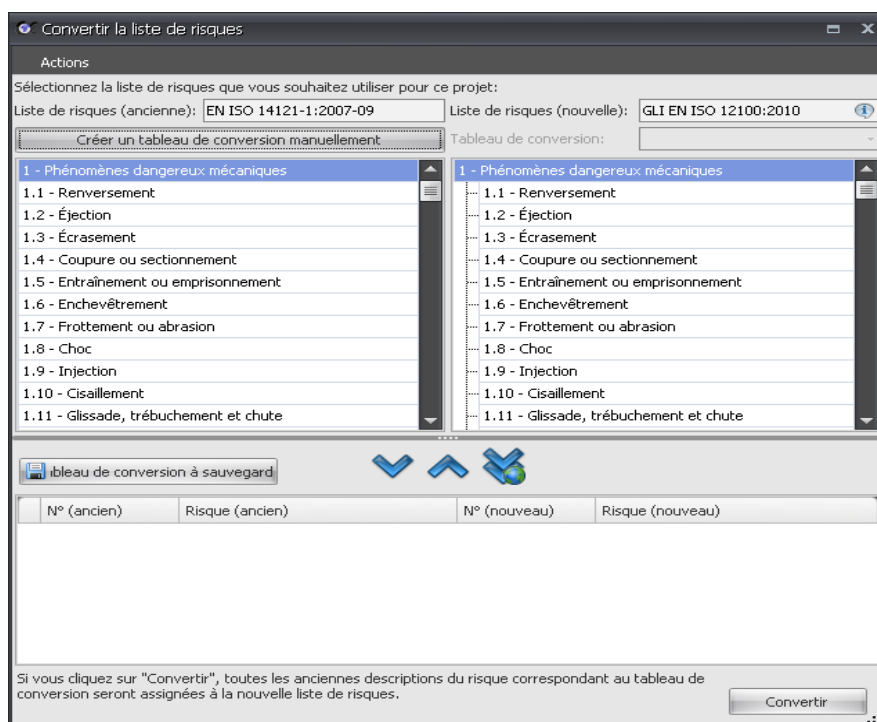 Convertir la liste de risques
Actions
Sélectionnez la liste de risques que vous souhaitez utiliser pour ce projet:
Liste de risques (ancienne): EN ISO 14121-1:2007-09 Liste de risques (nouvelle): GLI EN ISO 12100:2010
Créer un tableau de conversion manuellement Tableau de conversion:
1 - Phénomènes dangereux mécaniques
1.1 - Renversement
1.2 - Éjection
1.3 - Écrasement
1.4 - Coupure ou sectionnement
1.5 - Entraînement ou emprisonnement
1.6 - Enchevêtrement
1.7 - Frottement ou abrasion
1.8 - Choc
1.9 - Injection
1.10 - Cisaillement
1.11 - Glissade, trébuchement et chute
1 - Phénomènes dangereux mécaniques
1.1 - Renversement
1.2 - Éjection
1.3 - Écrasement
1.4 - Coupure ou sectionnement
1.5 - Entraînement ou emprisonnement
1.6 - Enchevêtrement
1.7 - Frottement ou abrasion
1.8 - Choc
1.9 - Injection
1.10 - Cisaillement
1.11 - Glissade, trébuchement et chute
ıbleau de conversion à sauvegard
N° (ancien) Risque (ancien) N° (nouveau) Risque (nouveau)
Si vous cliquez sur "Convertir", toutes les anciennes descriptions du risque correspondant au tableau de
conversion seront assignées à la nouvelle liste de risques.
Convertir